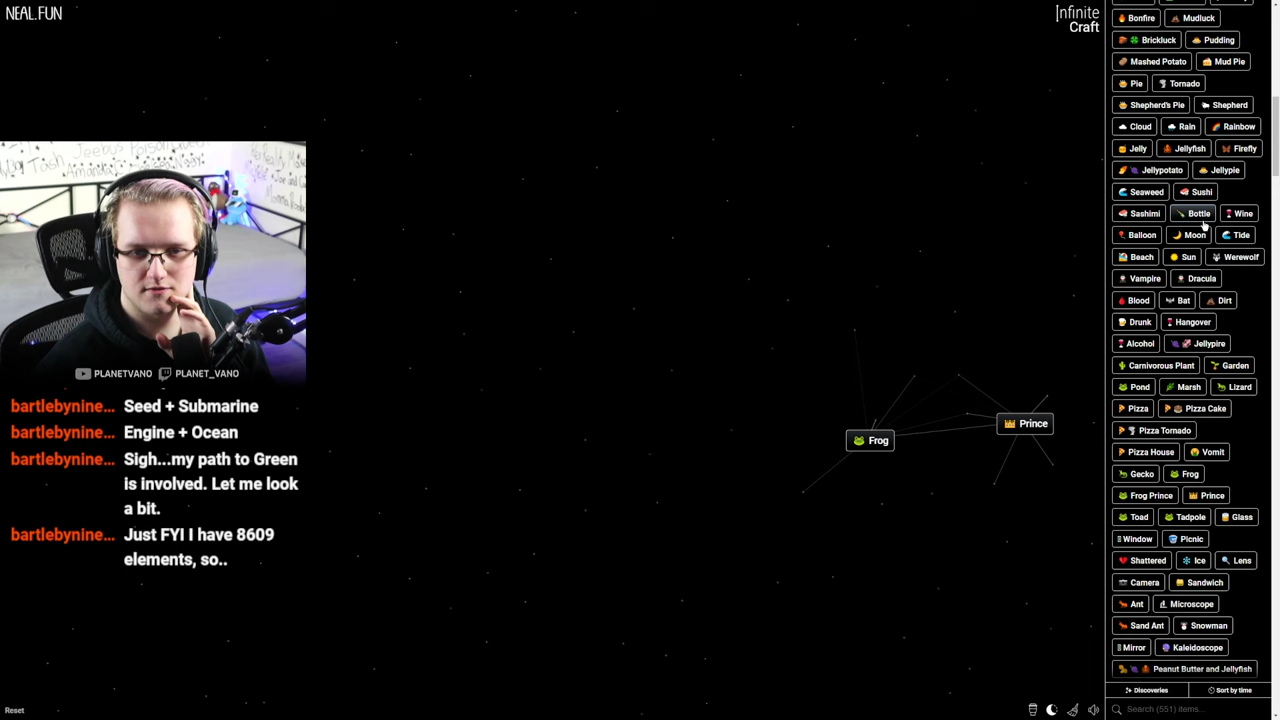 NEAL.FUN
Infinite
Craft
Bonfire
Mudluck
Brickluck
Pudding
Mashed Potato
Mud Pie
Pie
Tornado
Shepherd's Pie
Shepherd
Cloud
Rain
Rainbow
Jelly
Jellyfish
Firefly
Jellypotato
Jellypie
Seaweed
Sushi
Sashimi
Bottle
Wine
Balloon
Moon
Tide
Beach
Sun
Werewolf
Vampire
Dracula
Blood
Bat
Dirt
Drunk
Hangover
Alcohol
Jellypire
Carnivorous Plant
Garden
Pond
Marsh
Lizard
Pizza
Pizza Cake
Pizza Tornado
Pizza House
Vomit
Gecko
Frog
Frog Prince
Prince
Toad
Tadpole
Glass
Window
Picnic
Shattered
Ice
Lens
Camera
Sandwich
Ant
Microscope
Sand Ant
Snowman
Mirror
Kaleidoscope
Peanut Butter and Jellyfish
Discoveries
Sort by time
Search (551) items...
Frog
Prince
PLANETVANO
PLANET_VANO
bartlebynine... Seed + Submarine
bartlebynine... Engine + Ocean
bartlebynine... Sigh...my path to Green
is involved. Let me look
a bit.
bartlebynine... Just FYI I have 8609
elements, so..
Reset